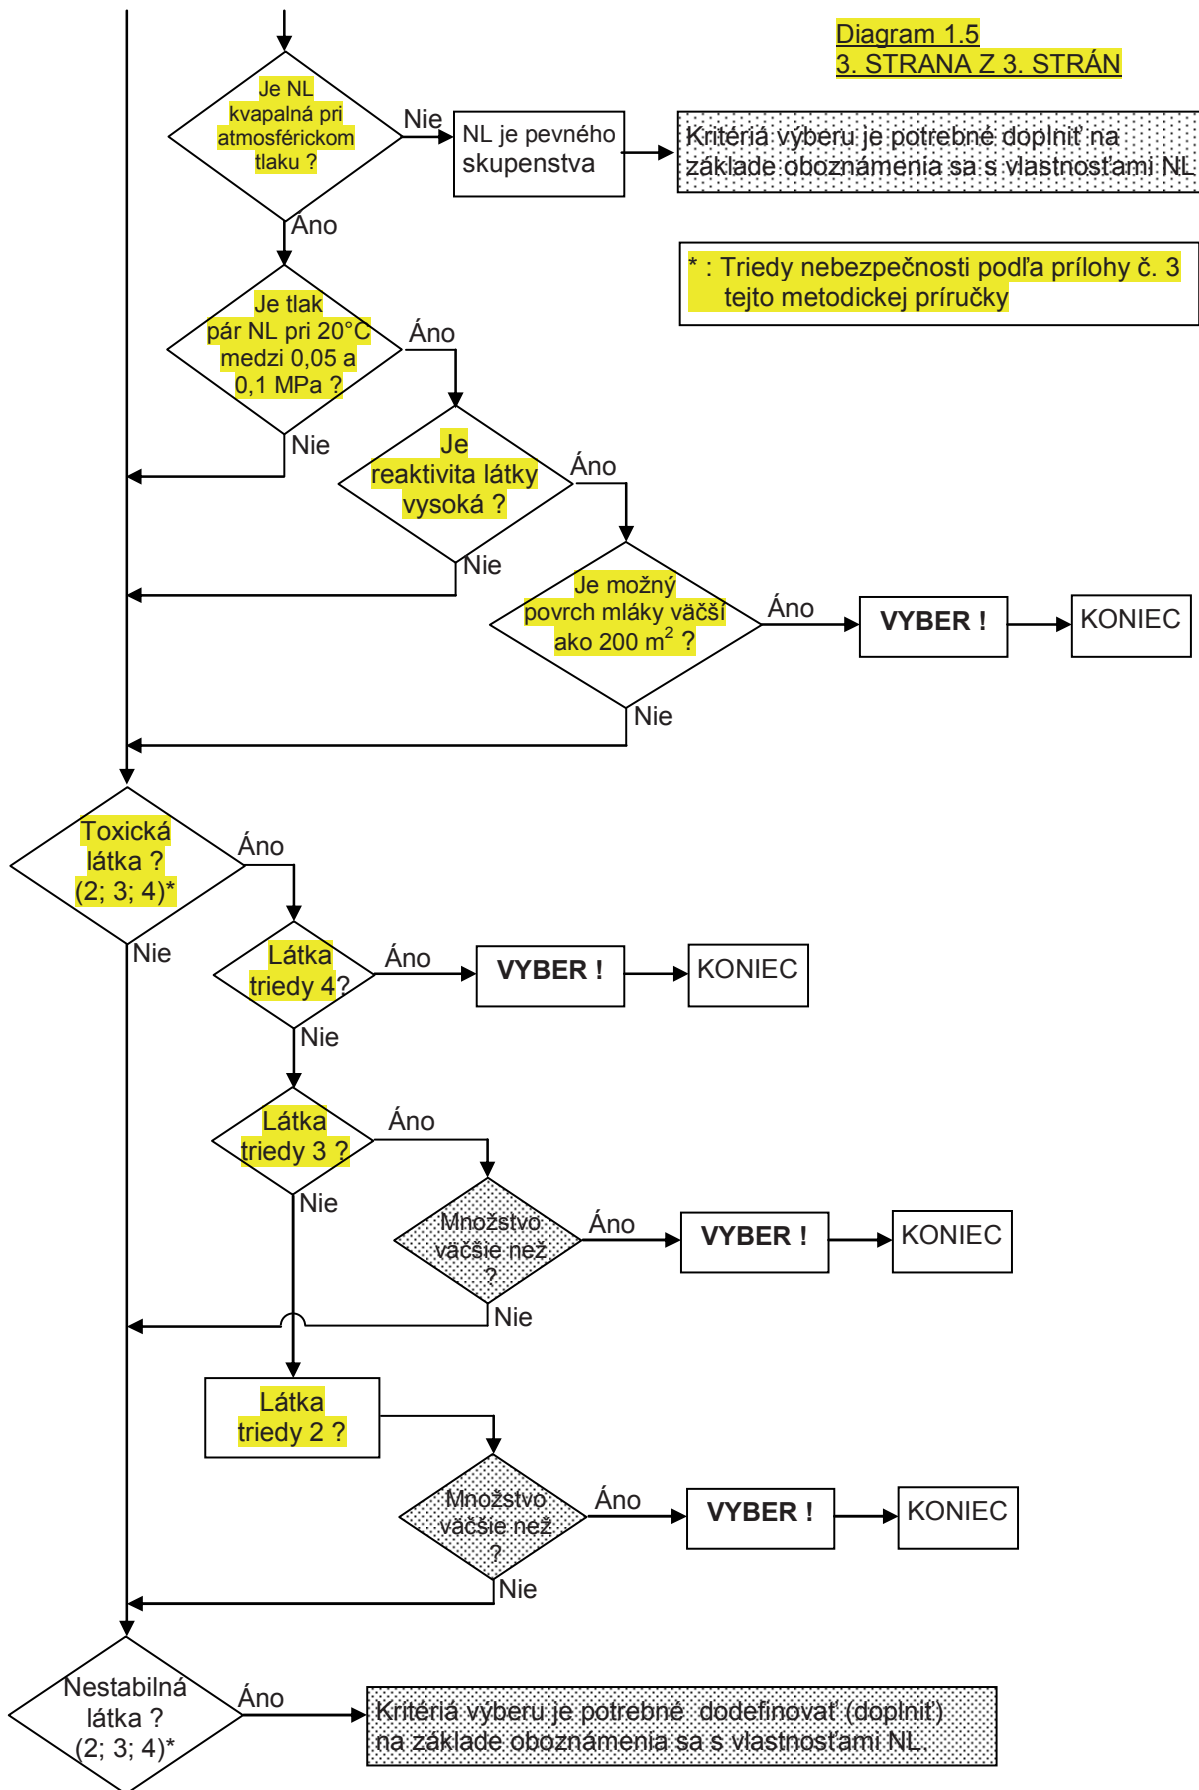 Diagram 1.5
3. STRANA Z 3. STRÁN
Je NL
kvapalná pri
atmosférickom
tlaku ?
Nie
NL je pevného
skupenstva
Kritériá výberu je potrebné doplniť na
základe oboznámenia sa s vlastnosťami NL
Áno
* : Triedy nebezpečnosti podľa prílohy č. 3
tejto metodickej príručky
Je tlak
pár NL pri 20°C
medzi 0,05 a
0,1 MPa ?
Áno
Nie
Je
reaktivita látky
vysoká ?
Áno
Nie
Je možný
povrch mláky väčší
ako 200 m² ?
Áno
VYBER !
KONIEC
Nie
Toxická
látka ?
(2; 3; 4)*
Áno
Nie
Látka
triedy 4?
Áno
VYBER !
KONIEC
Nie
Látka
triedy 3 ?
Áno
Nie
Množstvo
väčšie než
?
Áno
VYBER !
KONIEC
Nie
Látka
triedy 2 ?
Množstvo
väčšie než
?
Áno
VYBER !
KONIEC
Nie
Nestabilná
látka ?
(2; 3; 4)*
Áno
Kritériá výberu je potrebné dodefinovať (doplniť)
na základe oboznámenia sa s vlastnosťami NL.